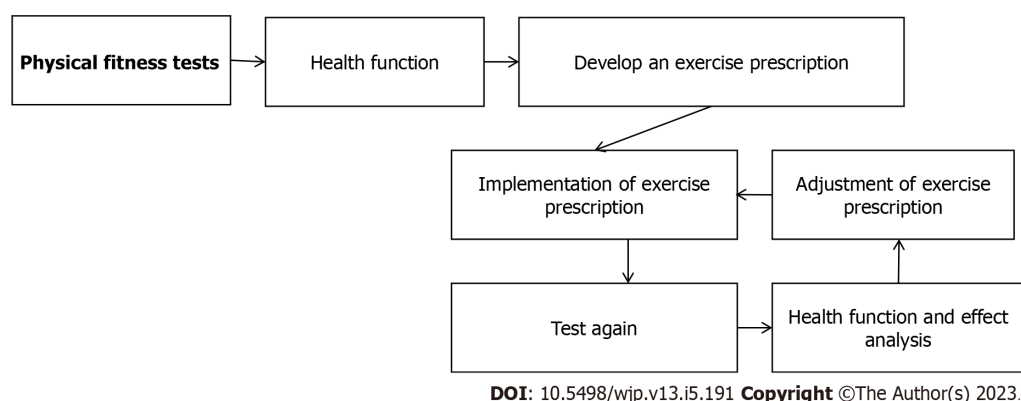 Physical fitness tests
Health function
Develop an exercise prescription
Implementation of exercise
prescription
Adjustment of exercise
prescription
Test again
Health function and effect
analysis
DOI: 10.5498/wjp.v13.i5.191 Copyright ©The Author(s) 2023.